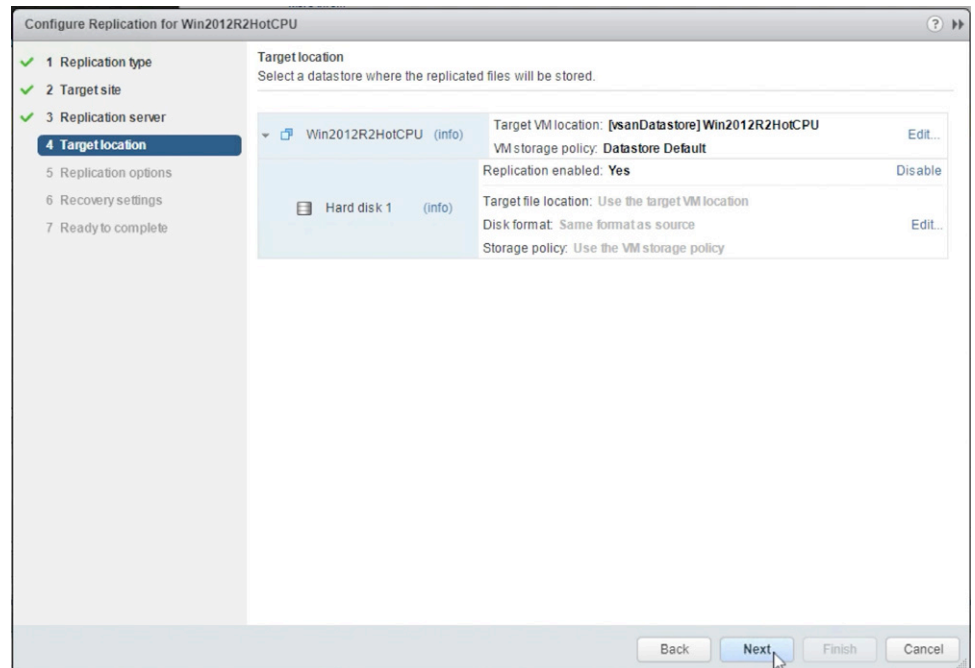 Configure Replication for Win2012R2HotCPU
?
1 Replication type
2 Target site
3 Replication server
4 Target location
5 Replication options
6 Recovery settings
7 Ready to complete
Target location
Select a datastore where the replicated files will be stored.
Win2012R2HotCPU (info)
Target VM location: [vsanDatastore] Win2012R2HotCPU
VM storage policy: Datastore Default
Edit...
Hard disk 1 (info)
Replication enabled: Yes
Disable
Target file location: Use the target VM location
Disk format: Same format as source
Edit...
Storage policy: Use the VM storage policy
Back Next Finish Cancel